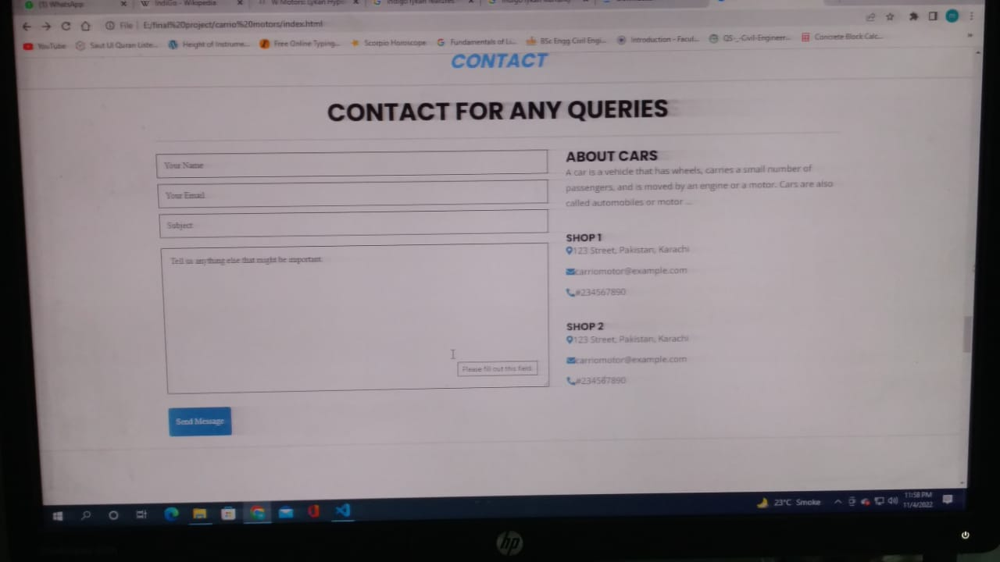 (1) WhatsApp
IndiGo - Wikipedia
W Motors: Lykan Hype
File
E:/final%20project/carrio%20motors/index.html
YouTube
Saut Ul Quran Liste...
Height of Instrume...
Free Online Typing...
Scorpio Horoscope
Fundamentals of Li...
BSc Engg Civil Engi...
Introduction - Facul...
QS-_-Civil-Engineer...
Concrete Block Calc...
CONTACT
CONTACT FOR ANY QUERIES
Your Name
Your Email
Subject
Tell us anything else that might be important.
Please fill out this field.
Send Message
ABOUT CARS
A car is a vehicle that has wheels, carries a small number of
passengers, and is moved by an engine or a motor. Cars are also
called automobiles or motor ...
SHOP 1
123 Street, Pakistan, Karachi
carriomotor@example.com
#234567890
SHOP 2
123 Street, Pakistan, Karachi
carriomotor@example.com
#234567890
23°C Smoke
11:58 PM
11/4/2022
hp